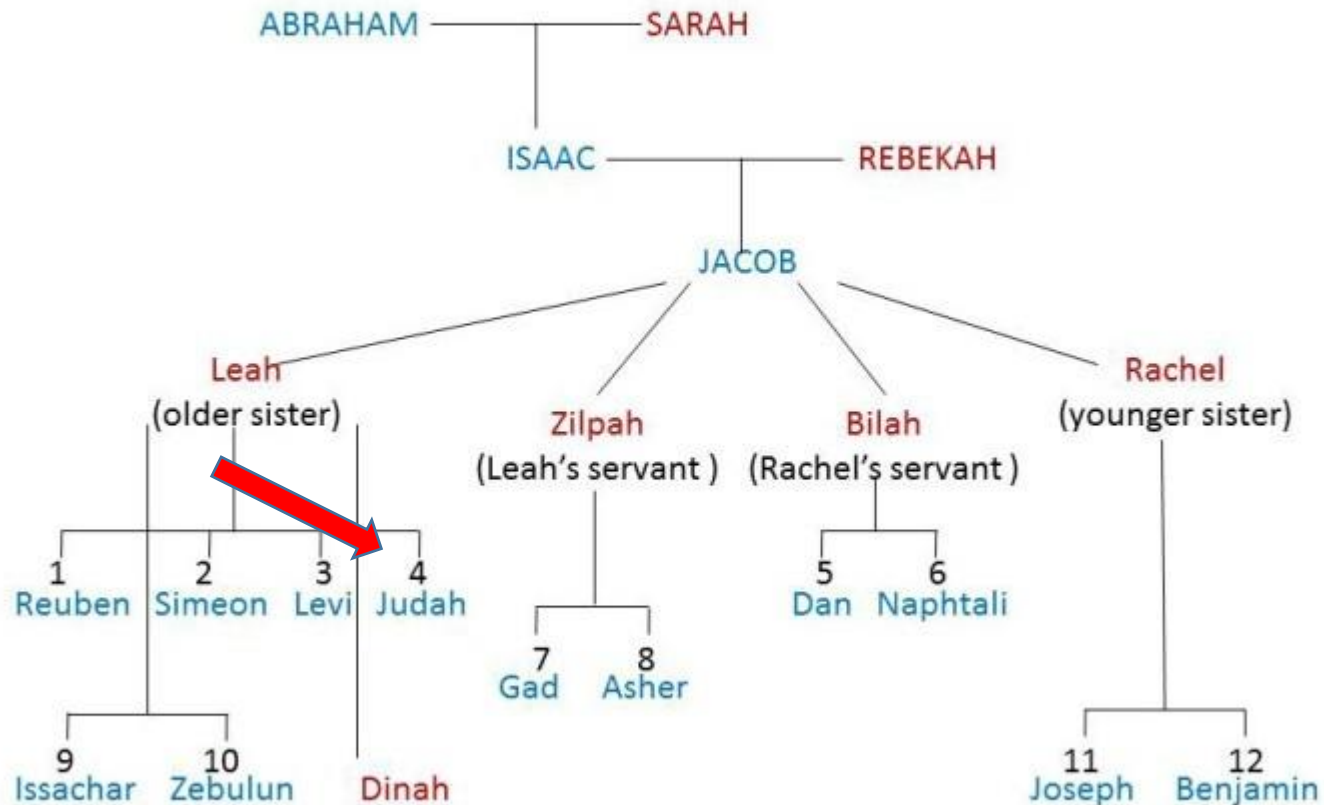 ABRAHAM SARAH
ISAAC REBEKAH
JACOB
Leah
(older sister)
Zilpah
(Leah's servant )
Bilah
(Rachel's servant )
Rachel
(younger sister)
1 2 3 4
Reuben Simeon Levi Judah
5 6
Dan Naphtali
7 8
Gad Asher
9 10
Issachar Zebulun Dinah
11 12
Joseph Benjamin